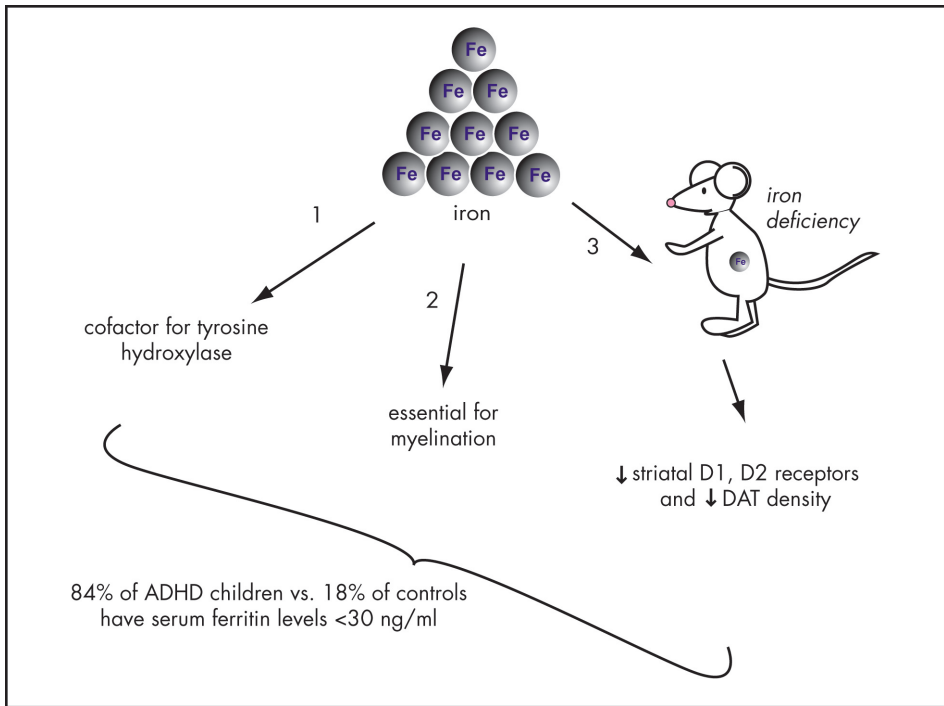 Fe
Fe Fe
Fe Fe Fe
Fe Fe Fe Fe
iron
1
cofactor for tyrosine
hydroxylase
2
essential for
myelination
3
iron
deficiency
Fe
↓ striatal D1, D2 receptors
and ↓ DAT density
84% of ADHD children vs. 18% of controls
have serum ferritin levels <30 ng/ml